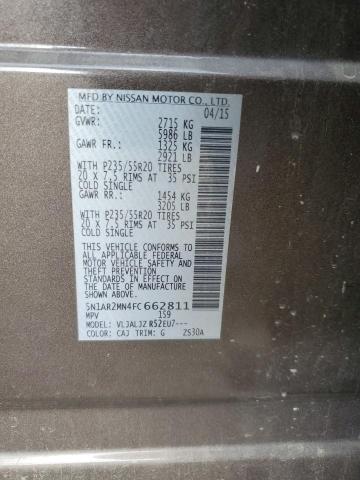 MFD BY NISSAN MOTOR CO., LTD.
DATE: 04/15
GVWR: 2715 KG
5986 LB
GAWR FR.: 1325 KG
2921 LB
WITH P235/55R20 TIRES
20 X 7.5 RIMS AT 35 PSI
COLD SINGLE
GAWR RR.: 1454 KG
3205 LB
WITH P235/55R20 TIRES
20 X 7.5 RIMS AT 35 PSI
COLD SINGLE
THIS VEHICLE CONFORMS TO
ALL APPLICABLE FEDERAL
MOTOR VEHICLE SAFETY
STANDARDS IN EFFECT ON
THE DATE OF MANUFACTURE
SHOWN ABOVE.
5N1AR2MN4FC662811
MPV 159
MODEL: VLJALJZ R52EU7---
COLOR: CAJ TRIM: G ZS30A